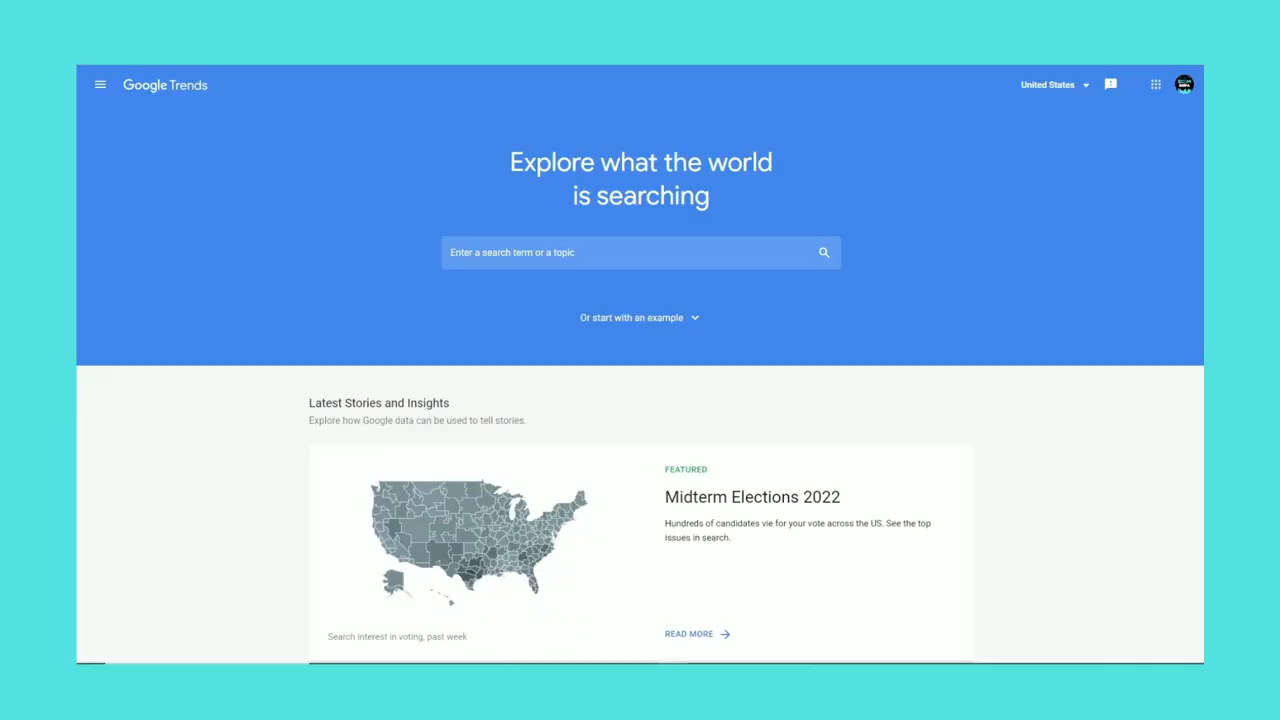 Google Trends
United States
Explore what the world
is searching
Enter a search term or a topic
Or start with an example
Latest Stories and Insights
Explore how Google data can be used to tell stories.
FEATURED
Midterm Elections 2022
Hundreds of candidates vie for your vote across the US. See the top
issues in search.
Search interest in voting, past week
READ MORE